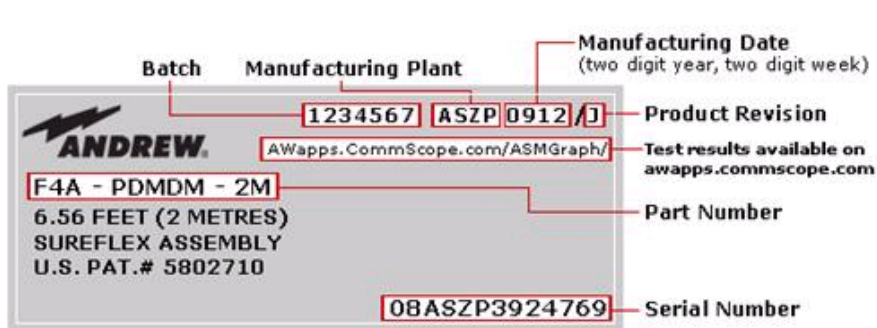 Manufacturing Date
(two digit year, two digit week)
Batch Manufacturing Plant
1234567 ASZP 0912 /J Product Revision
ANDREW.
AWapps.CommScope.com/ASMGraph/ Test results available on
awapps.commscope.com
F4A - PDMDM - 2M
6.56 FEET (2 METRES) Part Number
SUREFLEX ASSEMBLY
U.S. PAT.# 5802710
08ASZP3924769 Serial Number